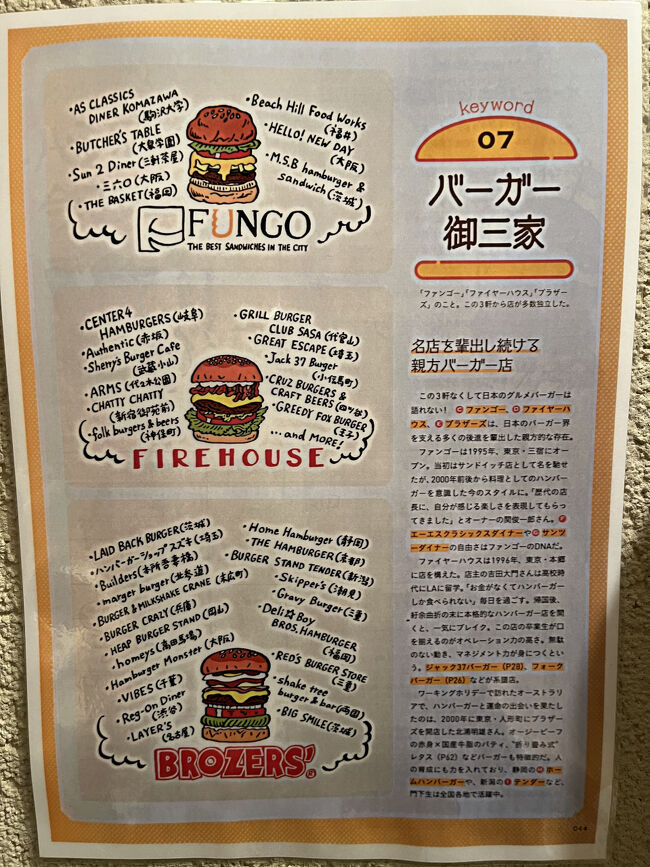 ・AS CLASSICS
DINER KOMAZAWA
(駒沢大学)
・BUTCHER'S TABLE
(大泉学園)
・Sun 2 Diner (三軒茶屋)
・三六〇 (大阪)
・THE BASKET (福岡)
・Beach Hill Food Works
(福井)
・HELLO! NEW DAY
(大阪)
・M.S.B hamburger &
sandwich (茨城)
FUNGO
THE BEST SANDWICHES IN THE CITY
・CENTER4
HAMBURGERS (岐阜)
・Authentic (赤坂)
・Sherry's Burger Cafe
(武蔵小山)
・ARMS (代々木公園)
・CHATTY CHATTY
(新宿御苑前)
・folk burgers & beers
(神保町)
・GRILL BURGER
CLUB SASA (代官山)
・GREAT ESCAPE (埼玉)
・Jack 37 Burger
(小伝馬町)
・CRUZ BURGERS &
CRAFT BEERS (四ツ谷)
・GREEDY FOX BURGER
...and MORE!
FIREHOUSE
・LAID BACK BURGER (茨城)
・ハンバーガーショップスズキ (埼玉)
・Builders (本所吾妻橋)
・marger burger (北参道)
・BURGER & MILKSHAKE CRANE (末広町)
・BURGER CRAZY (兵庫)
・HEAP BURGER STAND (岡山)
・homeys (高田馬場)
・Hamburger Monster (大阪)
・VIBES (千葉)
・Reg-On Diner
(渋谷)
・LAYER'S
(名古屋)
・Home Hamburger (静岡)
・THE HAMBURGER (京都)
・BURGER STAND TENDER (新潟)
・Skipper's (潮見)
・Gravy Burger (三重)
・Deli☆Boy
BROS. HAMBURGER
(福岡)
・RED'S BURGER STORE
(三重)
・shake tree
burger & bar (両国)
・BIG SMILE (茨城)
BROZERS'®
keyword
07
バーガー
御三家
「ファンゴー」「ファイヤーハウス」「ブラザー
ズ」のこと。この3軒から店が多数独立した。
名店を輩出し続ける
親方バーガー店
この3軒なくして日本のグルメバーガーは
語れない! C ファンゴー、D ファイヤーハ
ウス、E ブラザーズは、日本のバーガー界
を支える多くの後進を輩出した親方的な存在。
ファンゴーは1995年、東京・三宿にオー
プン。当初はサンドイッチ店として名を馳せ
たが、2000年前後から料理としてのハンバー
ガーを意識した今のスタイルに。「歴代の店
長に、自分が感じる楽しさを表現してもらっ
てきました」とオーナーの関俊一郎さん。F
エーエスクラシックスダイナーやG サンツ
ーダイナーの自由さはファンゴーのDNAだ。
ファイヤーハウスは1996年、東京・本郷
に店を構えた。店主の吉田大門さんは高校時
代にLAに留学。「お金がなくてハンバーガー
しか食べられない」毎日を過ごす。帰国後、
紆余曲折の末に本格的なハンバーガー店を開
くと、一気にブレイク。この店の卒業生が口
を揃えるのがオペレーション力の高さ。無駄
のない動き、マネジメント力が身につくとい
う。ジャック37バーガー(P28)、フォーク
バーガー(P26)などが系譜店。
ワーキングホリデーで訪れたオーストラリ
アで、ハンバーガーと運命の出会いを果たし
たのは、2000年に東京・人形町にブラザー
ズを開店した北浦明雄さん。オージービーフ
の赤身×国産牛脂のパティ、"折り畳み式"
レタス(P62)などバーガーも特徴的だ。人
の育成にも力を入れており、静岡のH ホー
ムハンバーガーや、新潟のI テンダーなど、
門下生は全国各地で活躍中。
044